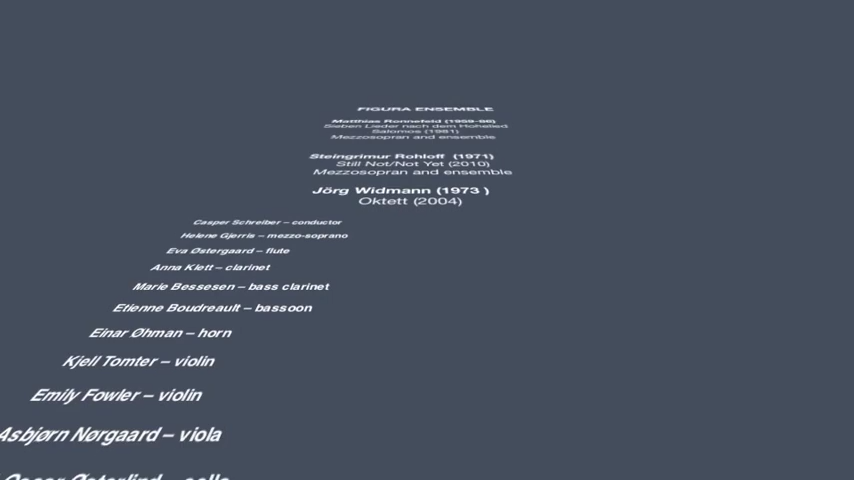 FIGURA ENSEMBLE
Matthias Ronnefeld (1959-86)
Sieben Lieder nach dem Hohelied
Salomos (1981)
Mezzosopran and ensemble
Steingrimur Rohloff (1971)
Still Not/Not Yet (2010)
Mezzosopran and ensemble
Jörg Widmann (1973 )
Oktett (2004)
Casper Schreiber – conductor
Helene Gjerris – mezzo-soprano
Eva Østergaard – flute
Anna Klett – clarinet
Marie Bessesen – bass clarinet
Etienne Boudreault – bassoon
Einar Øhman – horn
Kjell Tomter – violin
Emily Fowler – violin
Asbjørn Nørgaard – viola
Østerlind – cello